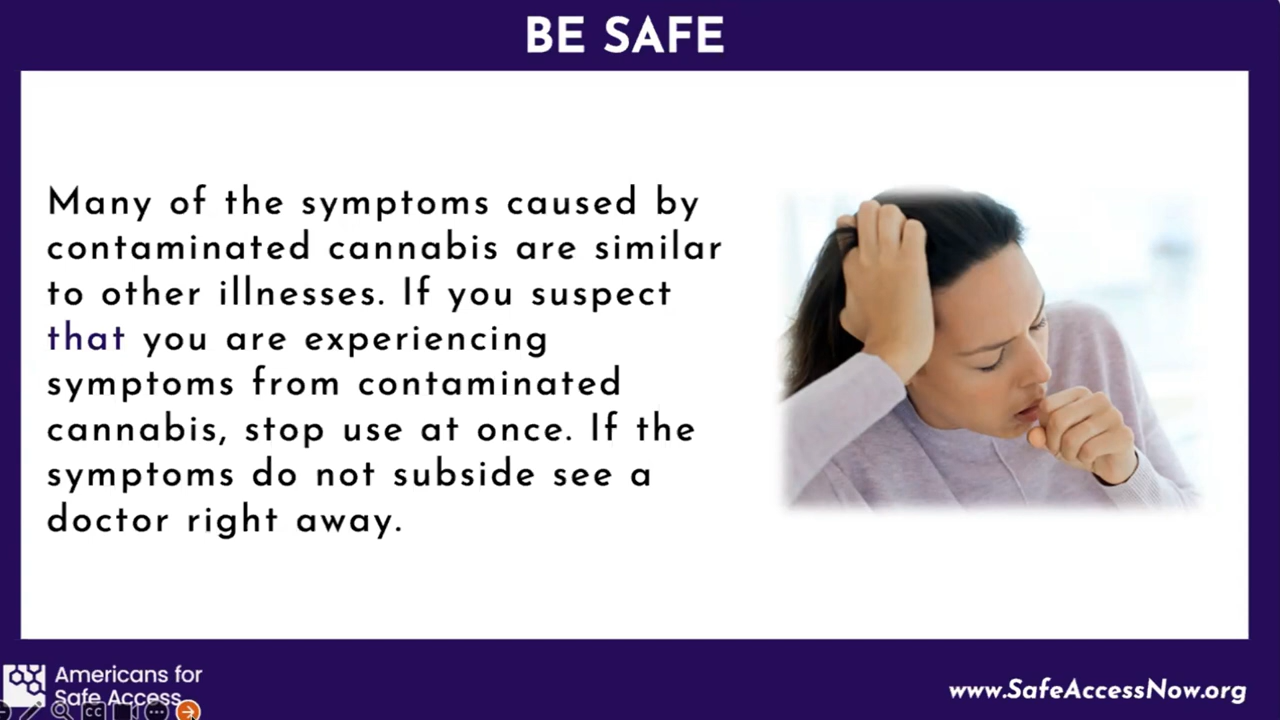 BE SAFE
Many of the symptoms caused by
contaminated cannabis are similar
to other illnesses. If you suspect
that you are experiencing
symptoms from contaminated
cannabis, stop use at once. If the
symptoms do not subside see a
doctor right away.
Americans for
Safe Access
CC
www.SafeAccessNow.org